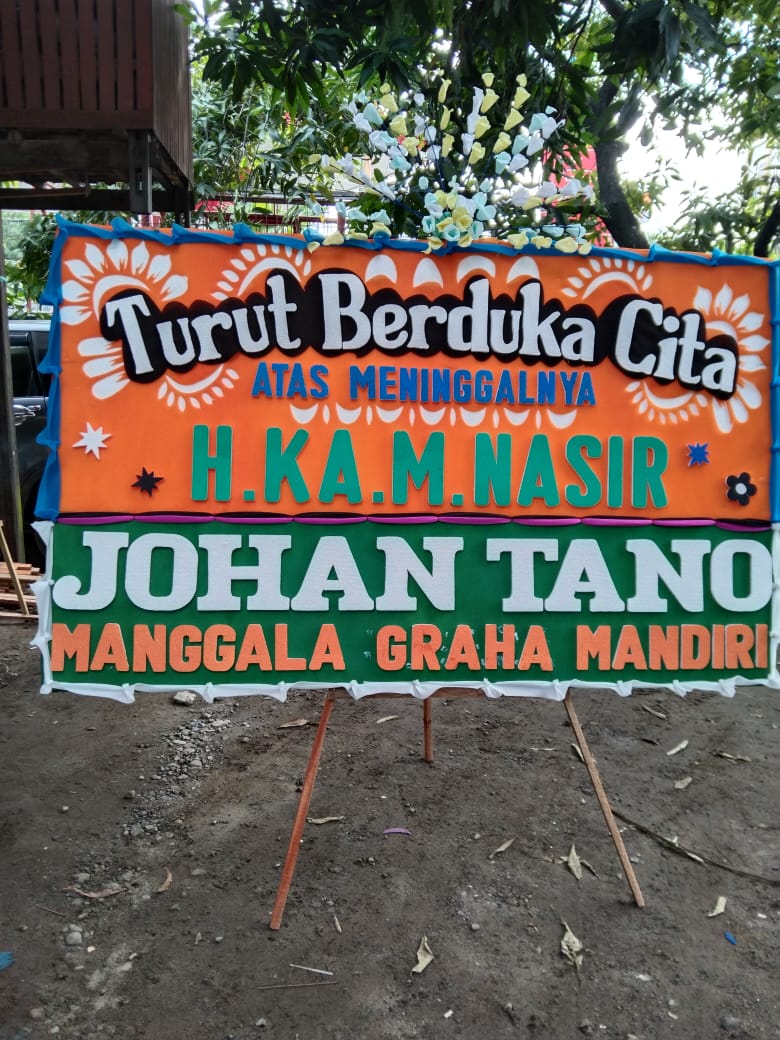 Turut Berduka Cita
ATAS MENINGGALNYA
H.KA.M.NASIR
JOHAN TANO
MANGGALA GRAHA MANDIRI